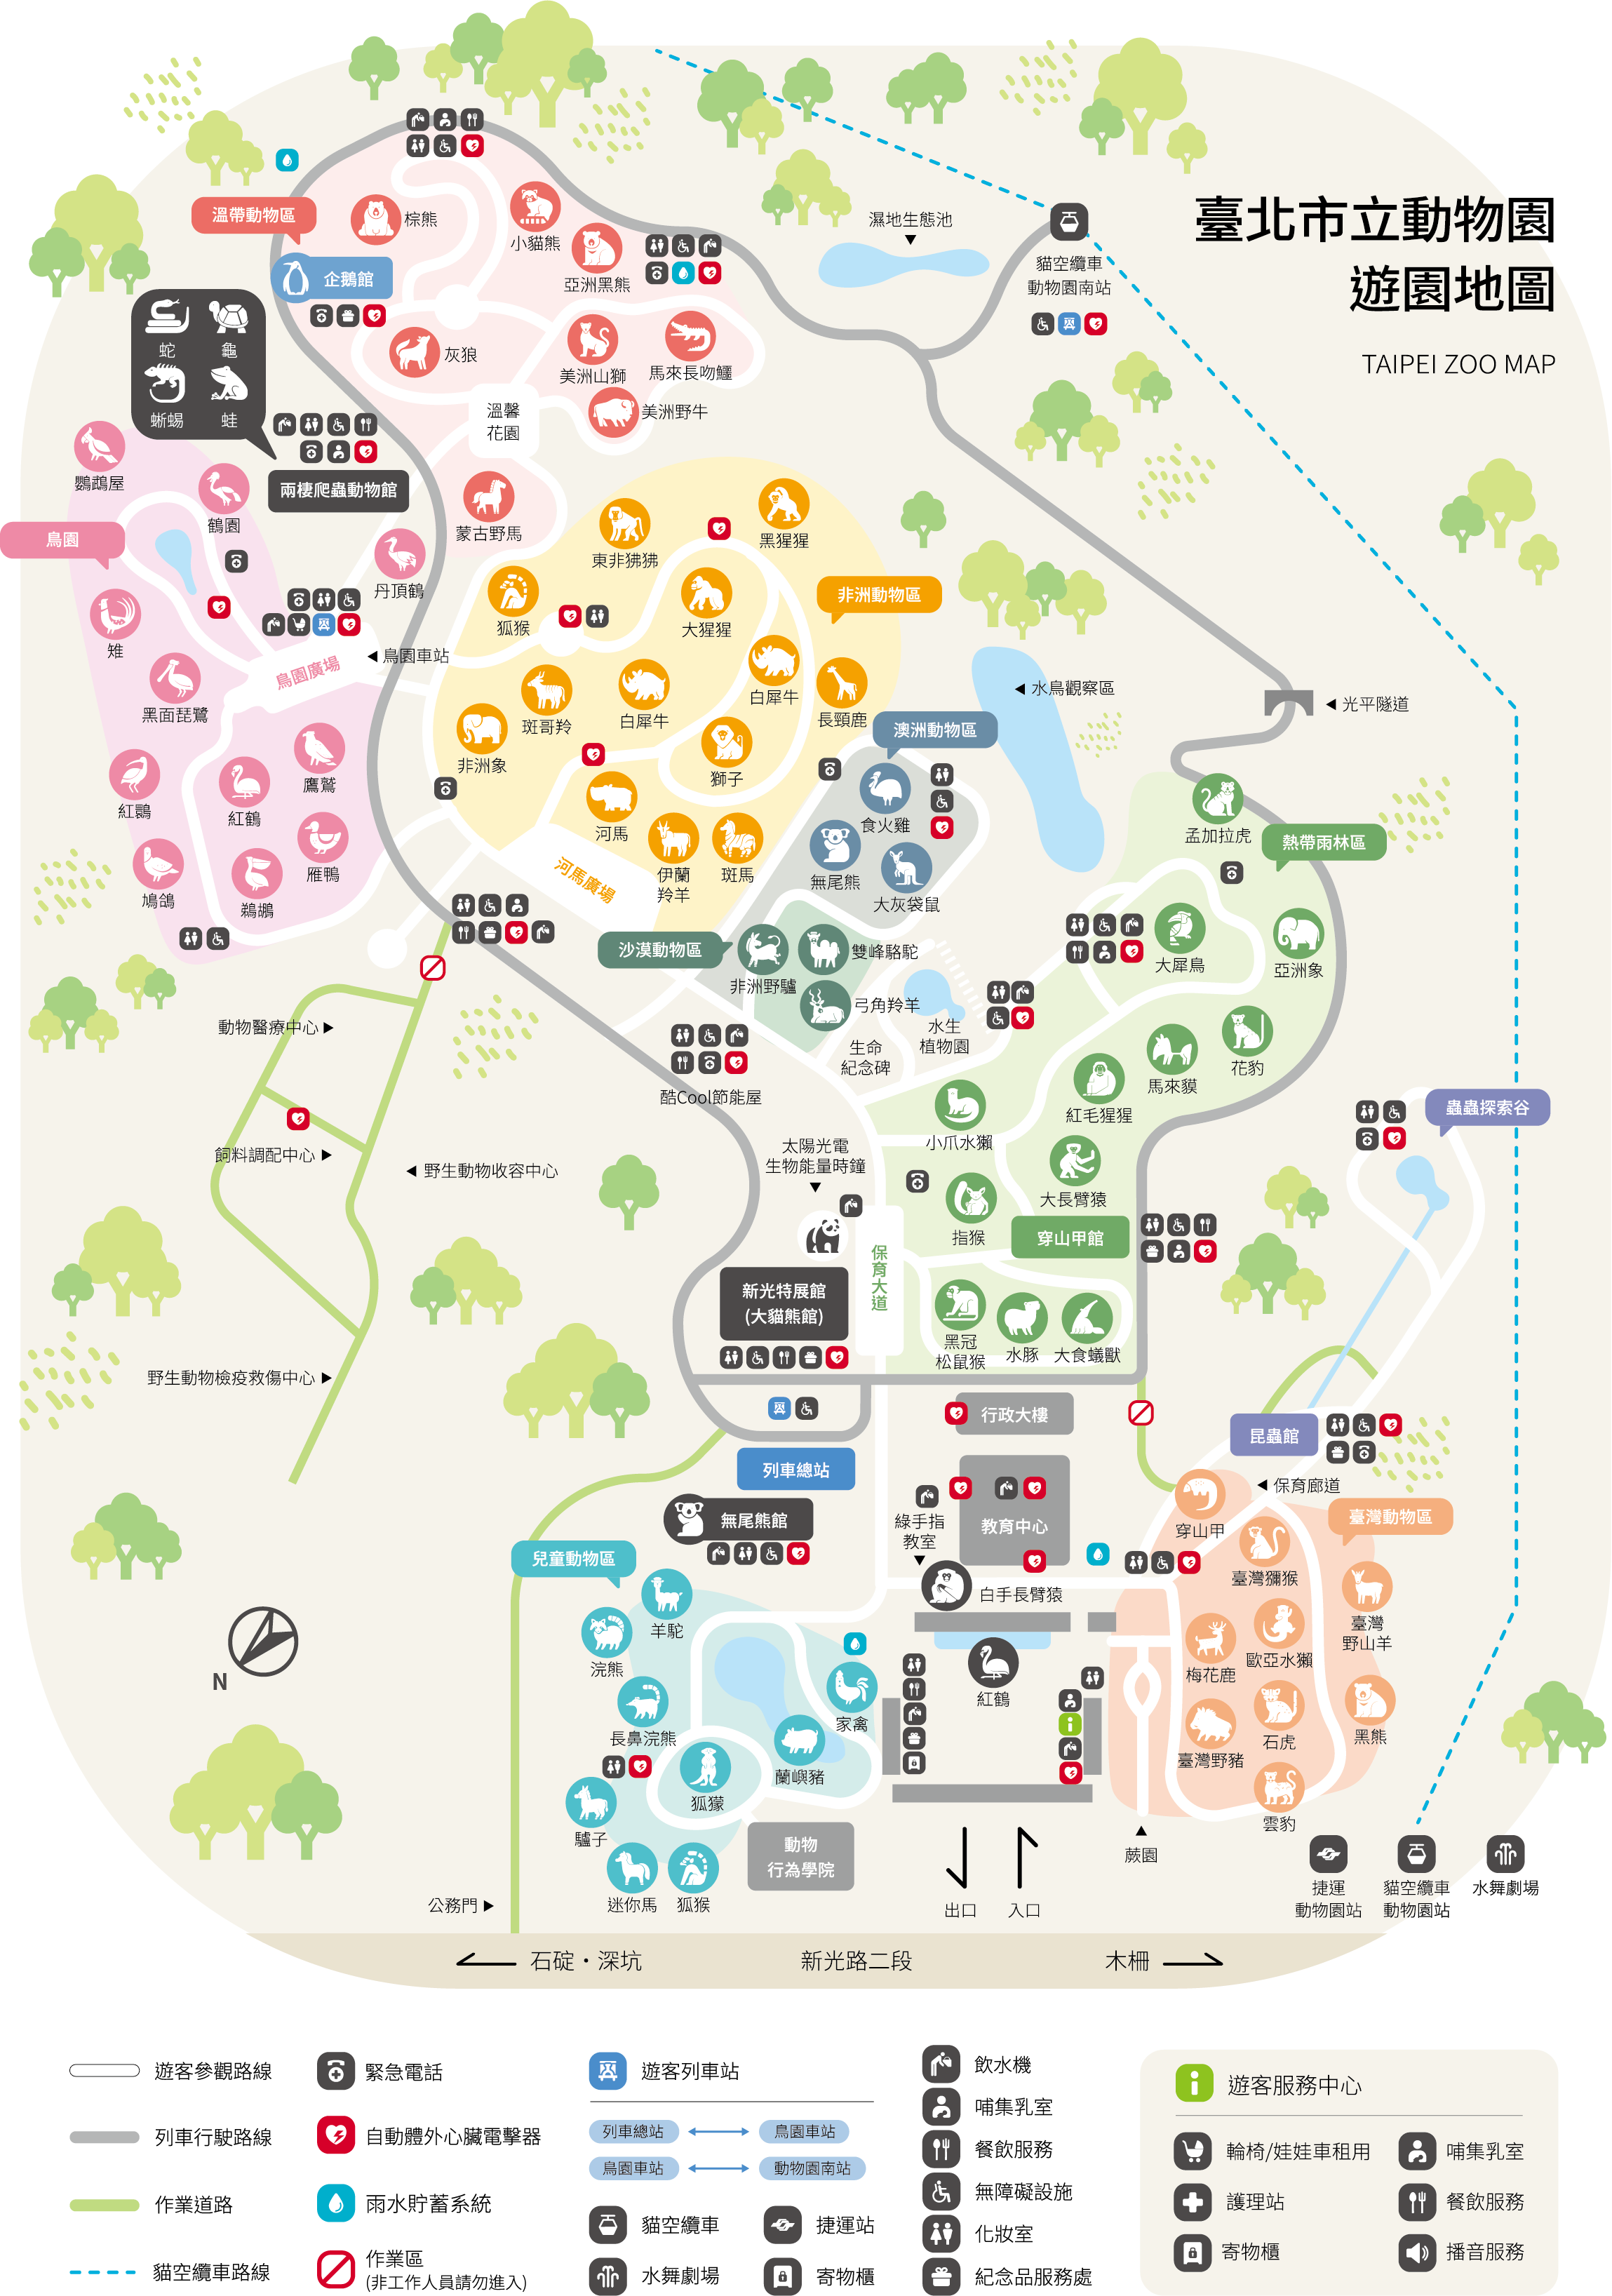 臺北市立動物園
遊園地圖
TAIPEI ZOO MAP
溫帶動物區
棕熊
小貓熊
亞洲黑熊
濕地生態池
貓空纜車
動物園南站
企鵝館
灰狼
美洲山獅
馬來長吻鱷
美洲野牛
溫馨
花園
蛇
龜
蜥蜴
蛙
兩棲爬蟲動物館
鸚鵡屋
鶴園
鳥園
丹頂鶴
蒙古野馬
東非狒狒
黑猩猩
非洲動物區
狐猴
大猩猩
雉
鳥園車站
鳥園廣場
黑面琵鷺
斑哥羚
白犀牛
白犀牛
長頸鹿
水鳥觀察區
光平隧道
非洲象
獅子
澳洲動物區
鷹鷲
紅䴉
紅鶴
河馬
食火雞
孟加拉虎
熱帶雨林區
雁鴨
鳩鴿
鵜鶘
河馬廣場
伊蘭
羚羊
斑馬
無尾熊
大灰袋鼠
沙漠動物區
非洲野驢
雙峰駱駝
弓角羚羊
大犀鳥
亞洲象
水生
植物園
生命
紀念碑
動物醫療中心
酷Cool節能屋
馬來貘
花豹
紅毛猩猩
小爪水獺
蟲蟲探索谷
飼料調配中心
野生動物收容中心
太陽光電
生物能量時鐘
大長臂猿
指猴
穿山甲館
保育大道
新光特展館
(大貓熊館)
黑冠
松鼠猴
水豚
大食蟻獸
野生動物檢疫救傷中心
行政大樓
昆蟲館
列車總站
保育廊道
無尾熊館
綠手指
教室
教育中心
穿山甲
臺灣動物區
兒童動物區
白手長臂猿
臺灣獼猴
羊駝
浣熊
臺灣
野山羊
梅花鹿
歐亞水獺
N
長鼻浣熊
家禽
紅鶴
臺灣野豬
石虎
黑熊
蘭嶼豬
狐獴
驢子
雲豹
動物
行為學院
迷你馬
狐猴
蕨園
公務門
出口
入口
捷運
動物園站
貓空纜車
動物園站
水舞劇場
石碇・深坑
新光路二段
木柵
遊客參觀路線
列車行駛路線
作業道路
貓空纜車路線
緊急電話
自動體外心臟電擊器
雨水貯蓄系統
作業區
(非工作人員請勿進入)
遊客列車站
列車總站
鳥園車站
鳥園車站
動物園南站
貓空纜車
捷運站
水舞劇場
寄物櫃
飲水機
哺集乳室
餐飲服務
無障礙設施
化妝室
紀念品服務處
遊客服務中心
輪椅/娃娃車租用
哺集乳室
護理站
餐飲服務
寄物櫃
播音服務